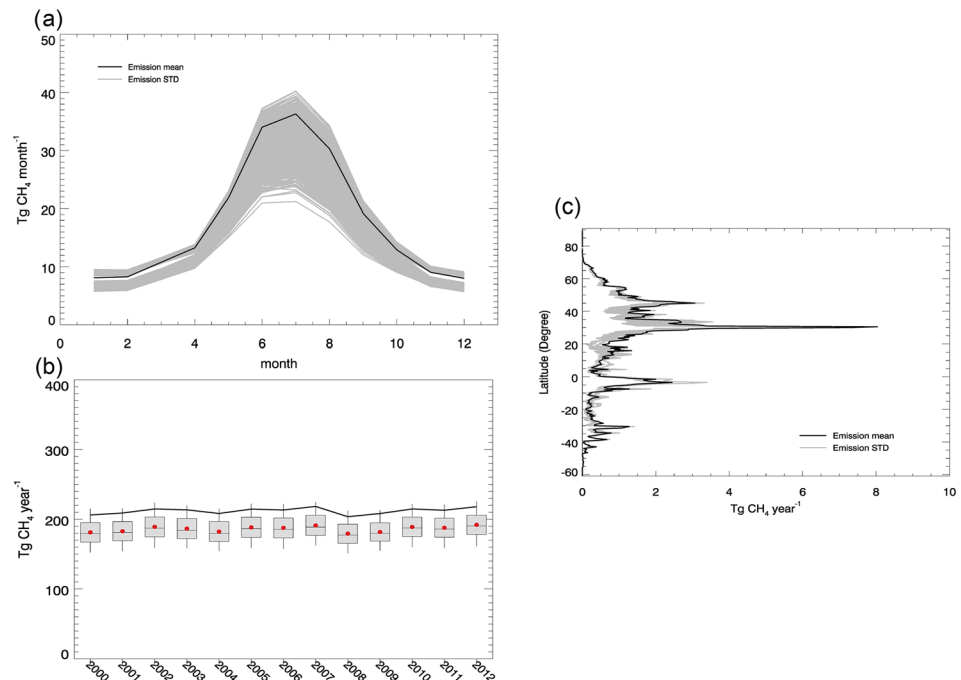 (a)
50
40
30
20
10
0
Tg CH4 month-1
Emission mean
Emission STD
0 2 4 6 8 10 12
month
(b)
400
300
200
100
0
Tg CH4 year-1
2000 2001 2002 2003 2004 2005 2006 2007 2008 2009 2010 2011 2012
(c)
80
60
40
20
0
-20
-40
-60
Latitude (Degree)
Emission mean
Emission STD
0 2 4 6 8 10
Tg CH4 year-1